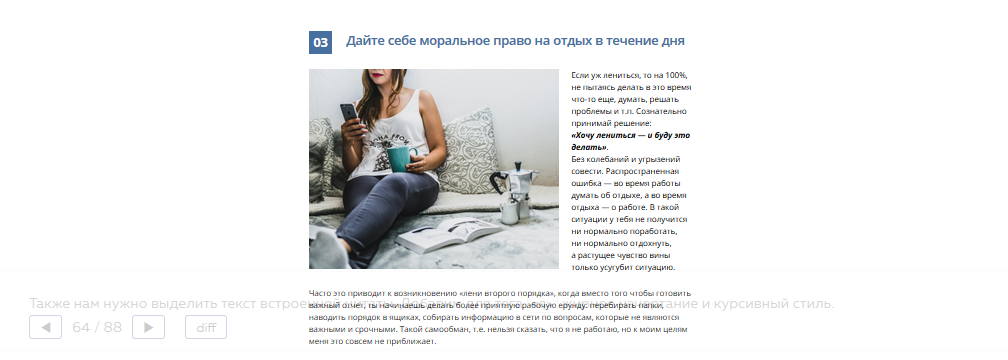 03 Дайте себе моральное право на отдых в течение дня
Если уж лениться, то на 100%,
не пытаясь делать в это время
что-то еще, думать, решать
проблемы и т.п. Сознательно
принимай решение:
«Хочу лениться — и буду это
делать».
Без колебаний и угрызений
совести. Распространенная
ошибка — во время работы
думать об отдыхе, а во время
отдыха — о работе. В такой
ситуации у тебя не получится
ни нормально поработать,
ни нормально отдохнуть,
а растущее чувство вины
только усугубит ситуацию.
Часто это приводит к возникновению «лени второго порядка», когда вместо того чтобы готовить
важный отчет, ты начинаешь делать более приятную рабочую ерунду: перебирать папки,
наводить порядок в ящиках, собирать информацию в сети по вопросам, которые не являются
важными и срочными. Такой самообман, т.е. нельзя сказать, что я не работаю, но к моим целям
меня это совсем не приближает.
Также нам нужно выделить текст и курсивный стиль.
64 / 88 diff